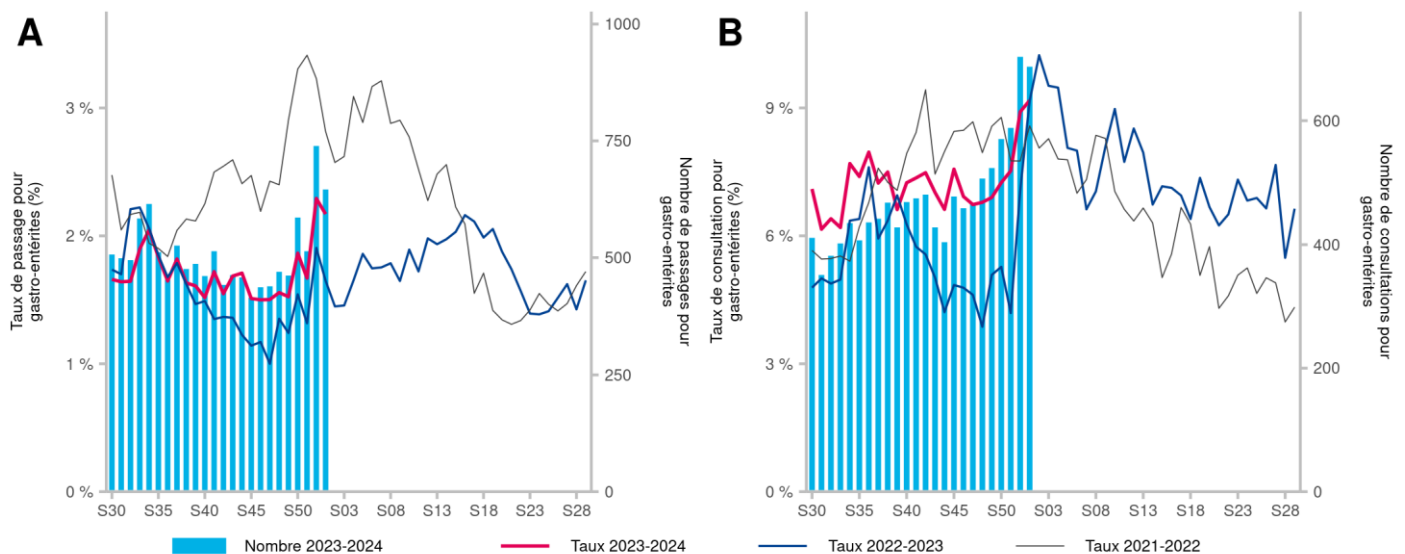 A
Taux de passage pour
gastro-entérites (%)
3 %
2 %
1 %
0 %
1000
750
500
250
0
Nombre de passages pour
gastro-entérites
S30 S35 S40 S45 S50 S03 S08 S13 S18 S23 S28
B
Taux de consultation pour
gastro-entérites (%)
9 %
6 %
3 %
0 %
600
400
200
0
Nombre de consultations pour
gastro-entérites
S30 S35 S40 S45 S50 S03 S08 S13 S18 S23 S28
Nombre 2023-2024 Taux 2023-2024 Taux 2022-2023 Taux 2021-2022